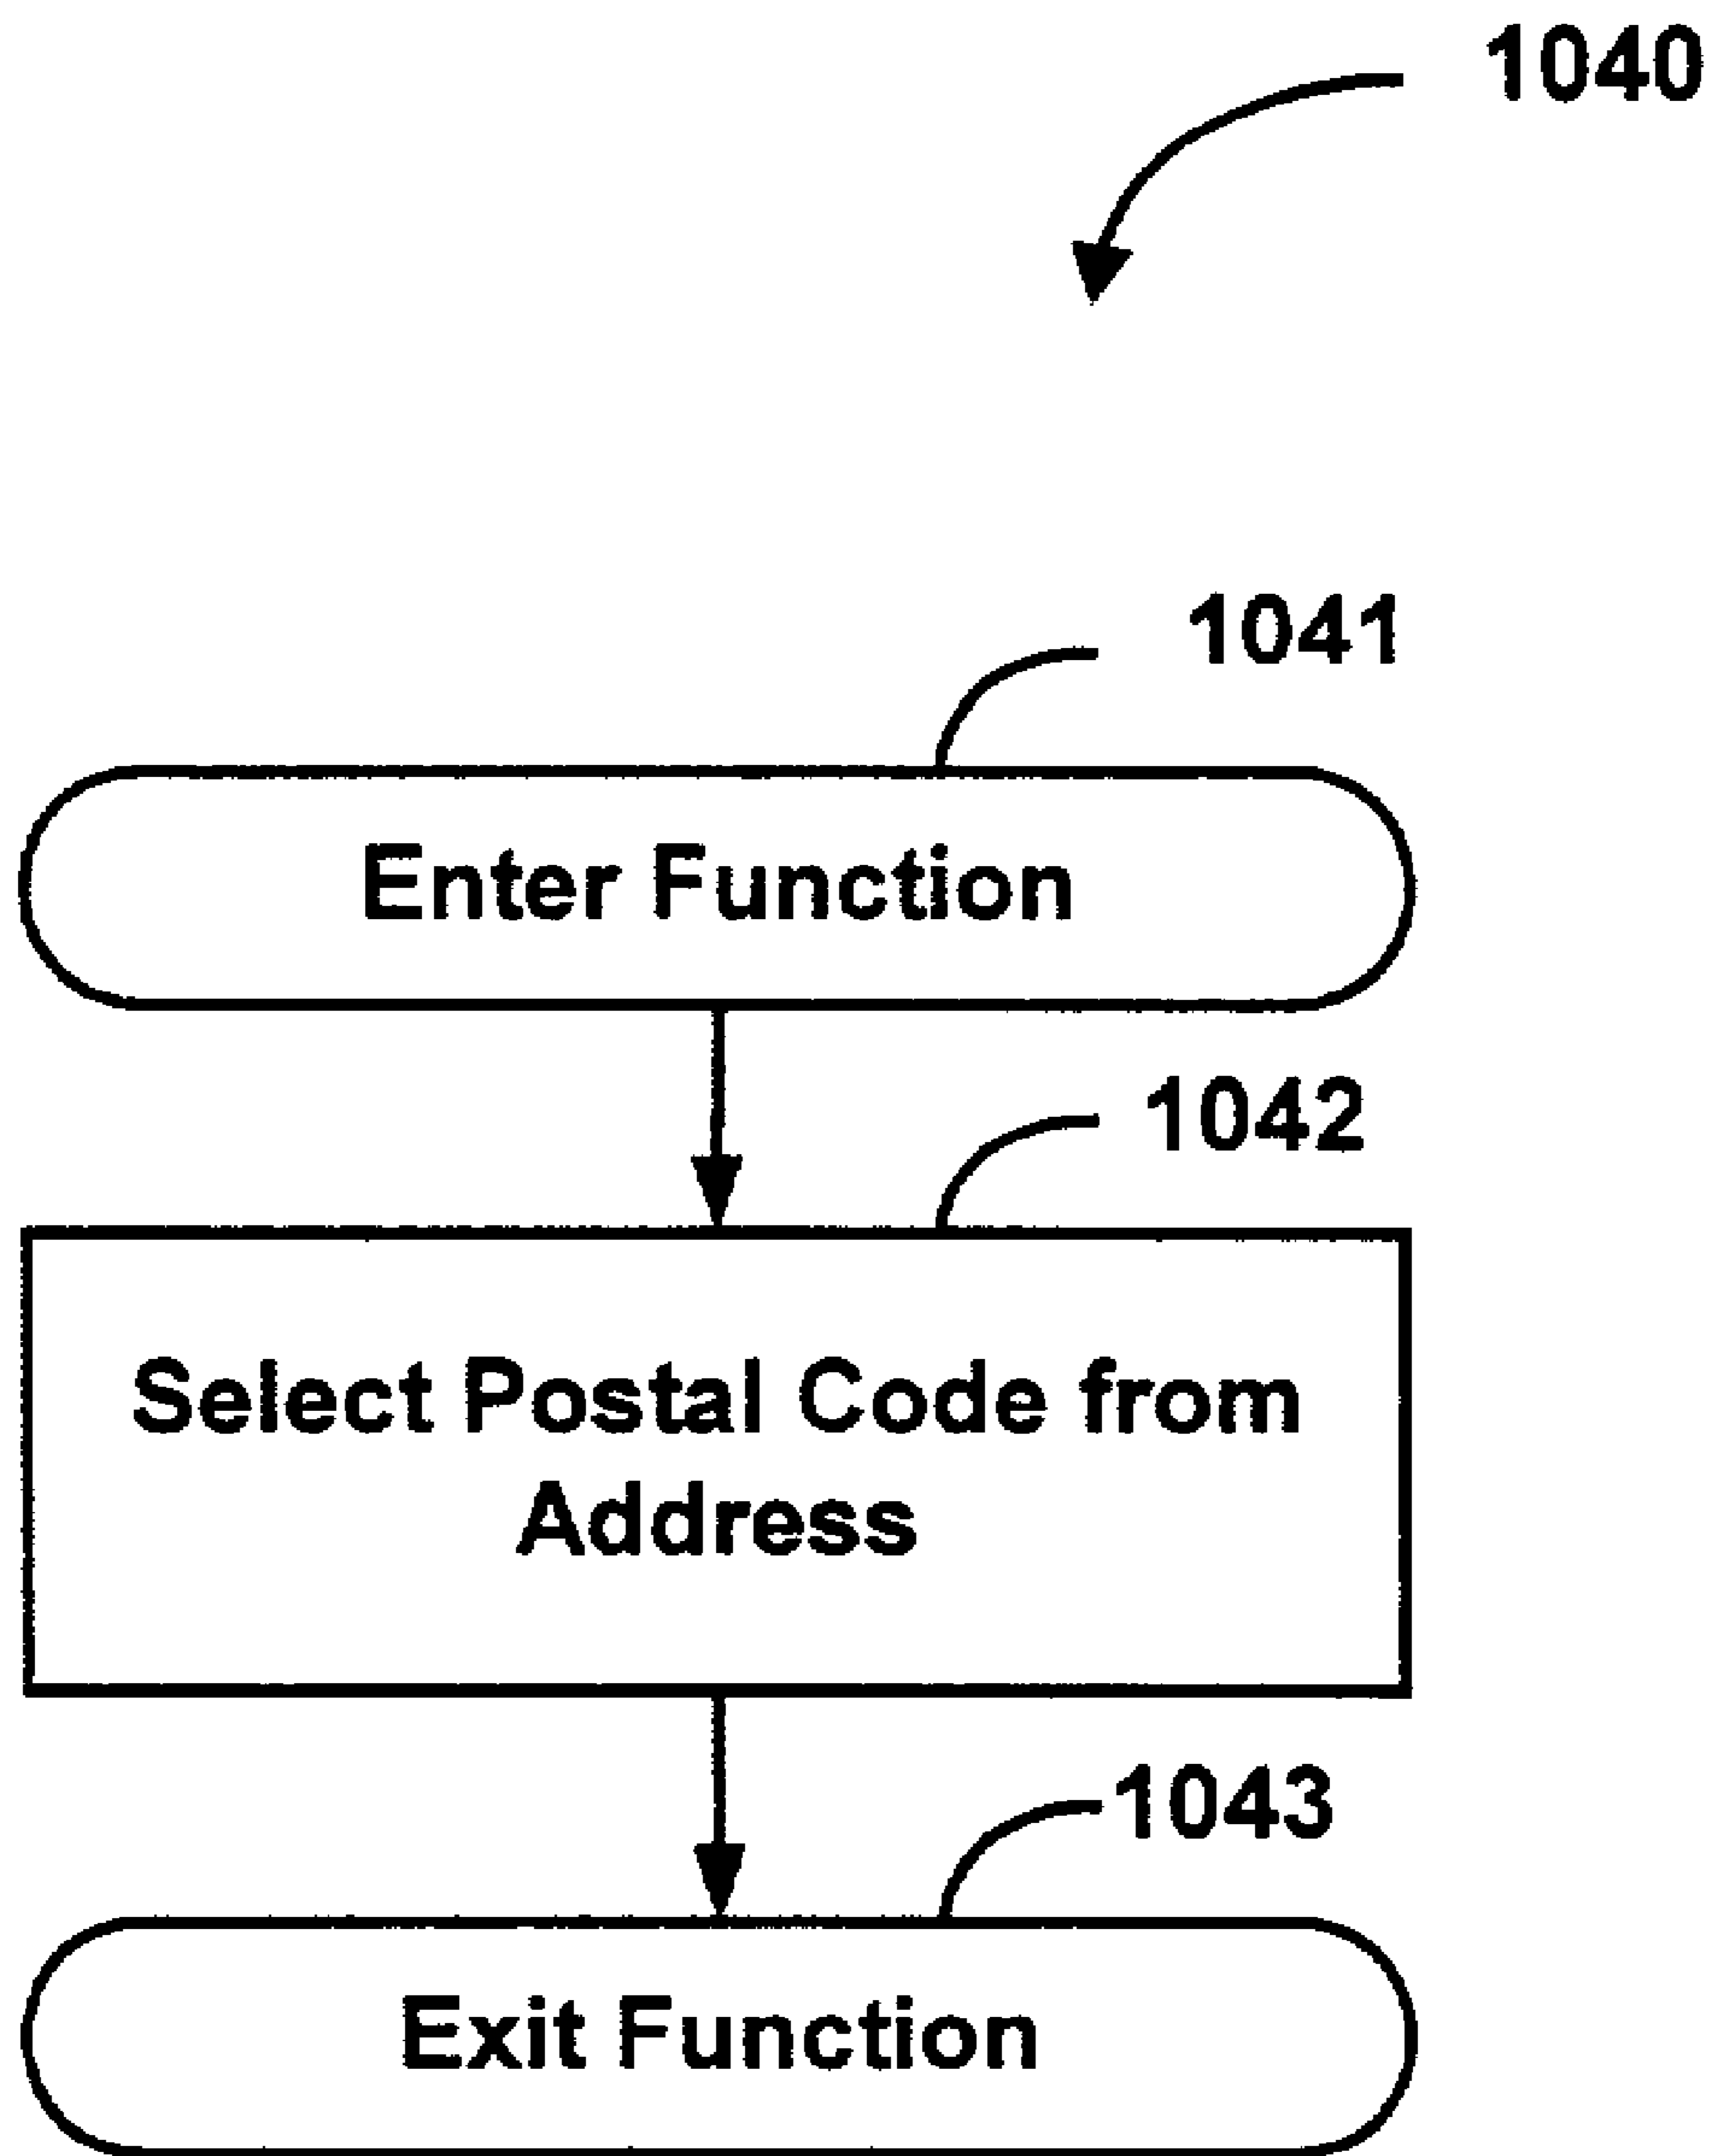 1040
1041
Enter Function
1042
Select Postal Code from
Address
1043
Exit Function